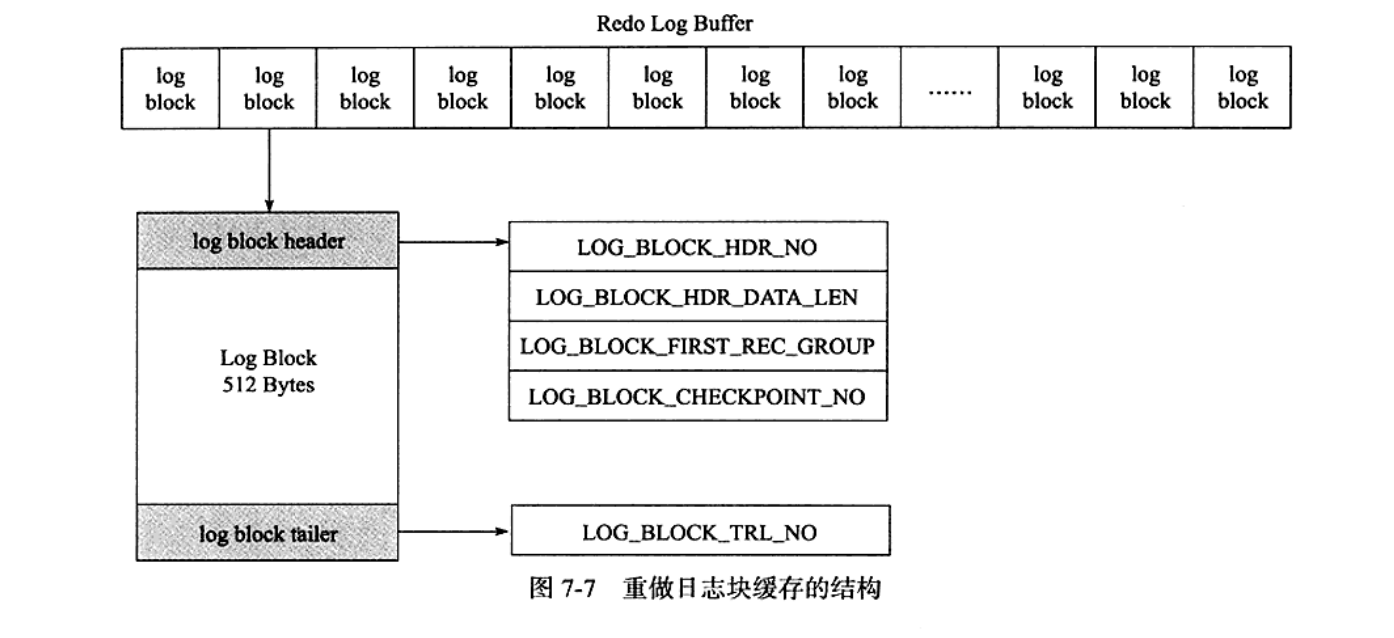 Redo Log Buffer
log log log log log log log log log log log
block block block block block block block block ...... block block block
log block header
LOG_BLOCK_HDR_NO
LOG_BLOCK_HDR_DATA_LEN
LOG_BLOCK_FIRST_REC_GROUP
LOG_BLOCK_CHECKPOINT_NO
Log Block
512 Bytes
log block tailer
LOG_BLOCK_TRL_NO
图 7-7 重做日志块缓存的结构